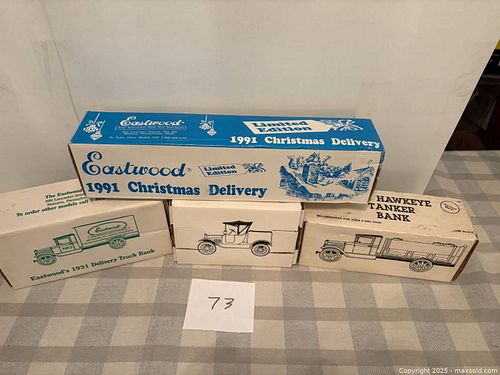 Eastwood
Limited Edition
1991 Christmas Delivery
Eastwood®
Limited Edition
1991 Christmas Delivery
The Eastwood
To order other models call
Eastwood
Eastwood's 1931 Delivery Truck Bank
HAWKEYE
TANKER
BANK
73
Copyright © 2025 - maxsold.com